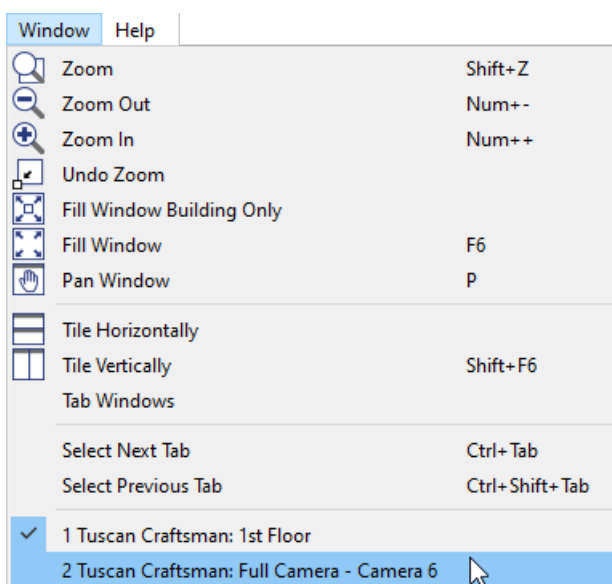 Window Help
Zoom Shift+Z
Zoom Out Num+-
Zoom In Num++
Undo Zoom
Fill Window Building Only
Fill Window F6
Pan Window P
Tile Horizontally
Tile Vertically Shift+F6
Tab Windows
Select Next Tab Ctrl+Tab
Select Previous Tab Ctrl+Shift+Tab
1 Tuscan Craftsman: 1st Floor
2 Tuscan Craftsman: Full Camera - Camera 6